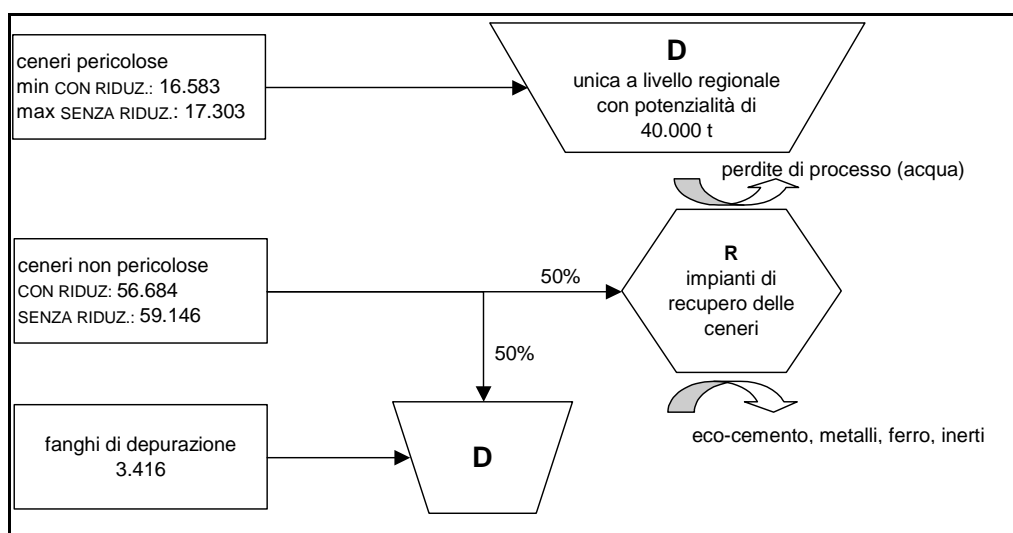 ceneri pericolose
min CON RIDUZ.: 16.583
max SENZA RIDUZ.: 17.303
D
unica a livello regionale
con potenzialità di
40.000 t
perdite di processo (acqua)
ceneri non pericolose
CON RIDUZ: 56.684
SENZA RIDUZ.: 59.146
50%
R
impianti di
recupero delle
ceneri
50%
fanghi di depurazione
3.416
D
eco-cemento, metalli, ferro, inerti